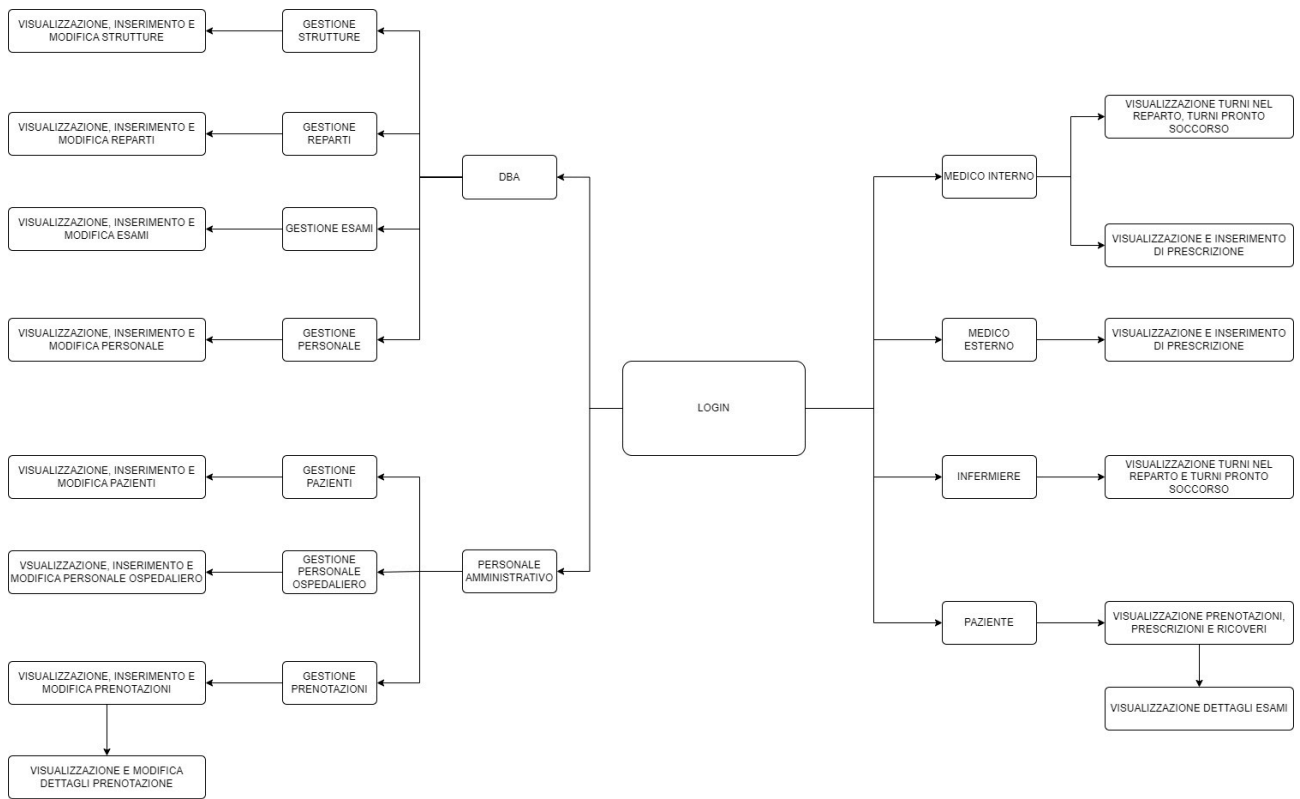 VISUALIZZAZIONE, INSERIMENTO E
MODIFICA STRUTTURE
GESTIONE
STRUTTURE
VISUALIZZAZIONE, INSERIMENTO E
MODIFICA REPARTI
GESTIONE
REPARTI
DBA
VISUALIZZAZIONE, INSERIMENTO E
MODIFICA ESAMI
GESTIONE ESAMI
VISUALIZZAZIONE, INSERIMENTO E
MODIFICA PERSONALE
GESTIONE
PERSONALE
LOGIN
VISUALIZZAZIONE, INSERIMENTO E
MODIFICA PAZIENTI
GESTIONE
PAZIENTI
VSUALIZZAZIONE, INSERIMENTO E
MODIFICA PERSONALE OSPEDALIERO
GESTIONE
PERSONALE
OSPEDALIERO
PERSONALE
AMMINISTRATIVO
VISUALIZZAZIONE, INSERIMENTO E
MODIFICA PRENOTAZIONI
GESTIONE
PRENOTAZIONI
VISUALIZZAZIONE E MODIFICA
DETTAGLI PRENOTAZIONE
MEDICO INTERNO
VISUALIZZAZIONE TURNI NEL
REPARTO, TURNI PRONTO
SOCCORSO
VISUALIZZAZIONE E INSERIMENTO
DI PRESCRIZIONE
MEDICO
ESTERNO
VISUALIZZAZIONE E INSERIMENTO
DI PRESCRIZIONE
INFERMIERE
VISUALIZZAZIONE TURNI NEL
REPARTO E TURNI PRONTO
SOCCORSO
PAZIENTE
VISUALIZZAZIONE PRENOTAZIONI,
PRESCRIZIONI E RICOVERI
VISUALIZZAZIONE DETTAGLI ESAMI